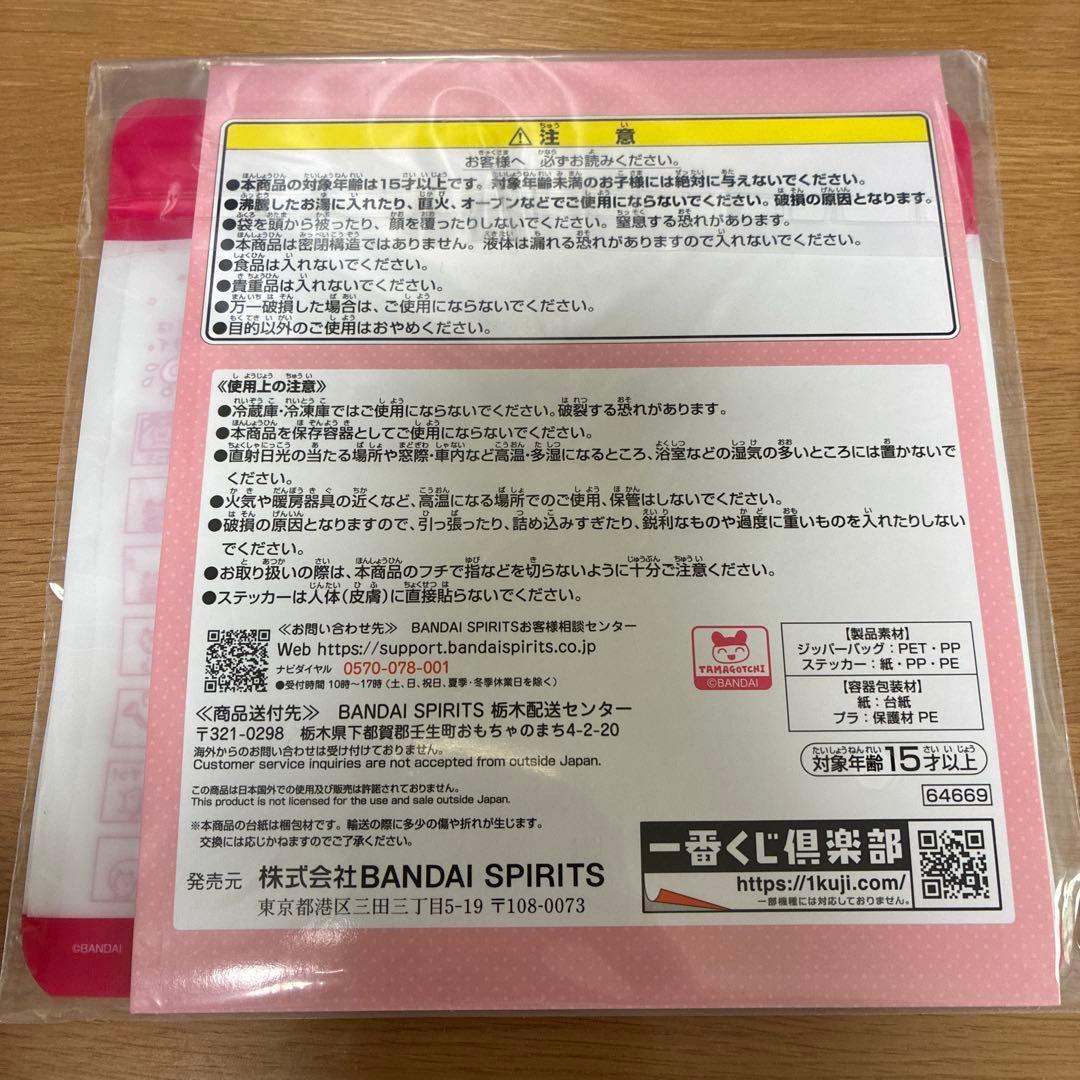 ⚠注意
お客様へ 必ずお読みください。
●本商品の対象年齢は15才以上です。対象年齢未満のお子様には絶対に与えないでください。
●沸騰したお湯に入れたり、直火、オーブンなどでご使用にならないでください。破損の原因となります。
●袋を頭から被ったり、顔を覆ったりしないでください。窒息する恐れがあります。
●本商品は密閉構造ではありません。液体は漏れる恐れがありますので入れないでください。
●食品は入れないでください。
●貴重品は入れないでください。
●万一破損した場合は、ご使用にならないでください。
●目的以外のご使用はおやめください。
≪使用上の注意≫
●冷蔵庫・冷凍庫ではご使用にならないでください。破裂する恐れがあります。
●本商品を保存容器としてご使用にならないでください。
●直射日光の当たる場所や窓際・車内など高温・多湿になるところ、浴室などの湿気の多いところには置かないで
ください。
●火気や暖房器具の近くなど、高温になる場所でのご使用、保管はしないでください。
●破損の原因となりますので、引っ張ったり、詰め込みすぎたり、鋭利なものや過度に重いものを入れたりしない
でください。
●お取り扱いの際は、本商品のフチで指などを切らないように十分ご注意ください。
●ステッカーは人体(皮膚)に直接貼らないでください。
≪お問い合わせ先≫ BANDAI SPIRITSお客様相談センター
Web https://support.bandaispirits.co.jp
ナビダイヤル 0570-078-001
●受付時間 10時~17時(土、日、祝日、夏季・冬季休業日を除く)
≪商品送付先≫ BANDAI SPIRITS 栃木配送センター
〒321-0298 栃木県下都賀郡壬生町おもちゃのまち4-2-20
海外からのお問い合わせは受け付けておりません。
Customer service inquiries are not accepted from outside Japan.
この商品は日本国外での使用及び販売は許諾されておりません。
This product is not licensed for the use and sale outside Japan.
※本商品の台紙は梱包材です。輸送の際に多少の傷や折れが生じます。
交換には応じかねますのでご了承ください。
発売元 株式会社BANDAI SPIRITS
東京都港区三田三丁目5-19 〒108-0073
TAMAGOTCHI
©BANDAI
【製品素材】
ジッパーバッグ:PET・PP
ステッカー:紙・PP・PE
【容器包装材】
紙:台紙
プラ:保護材 PE
対象年齢15才以上
64669
一番くじ倶楽部
https://1kuji.com/
一部機種には対応しておりません。
©BANDAI